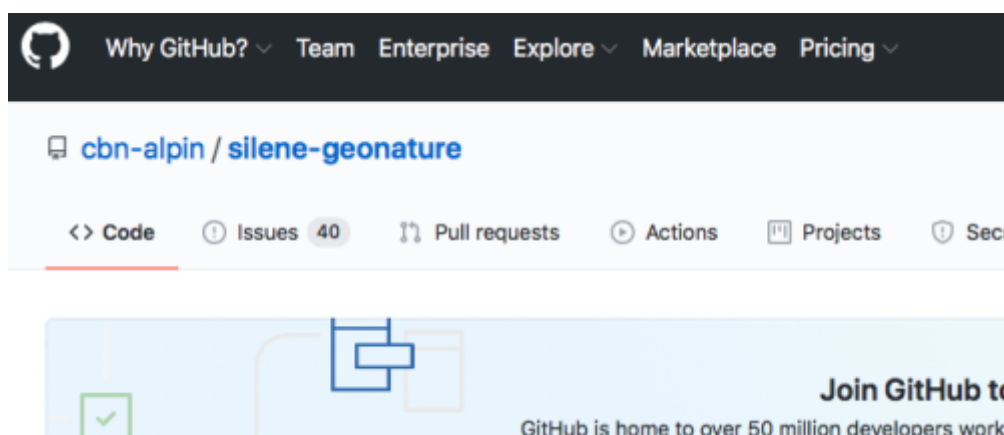 Why GitHub? Team Enterprise Explore Marketplace Pricing
cbn-alpin / silene-geonature
<> Code Issues 40 Pull requests Actions Projects
Join GitHub
GitHub is home to over 50 million developers